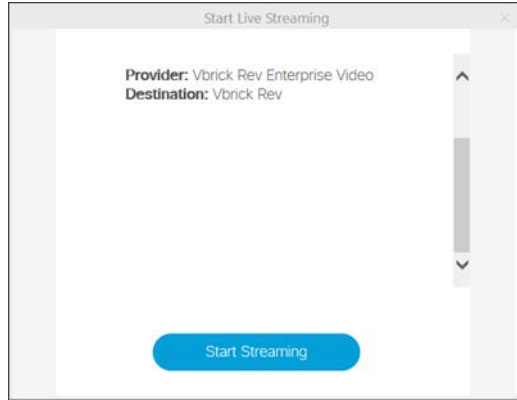 Start Live Streaming
Provider: Vbrick Rev Enterprise Video
Destination: Vbrick Rev
Start Streaming